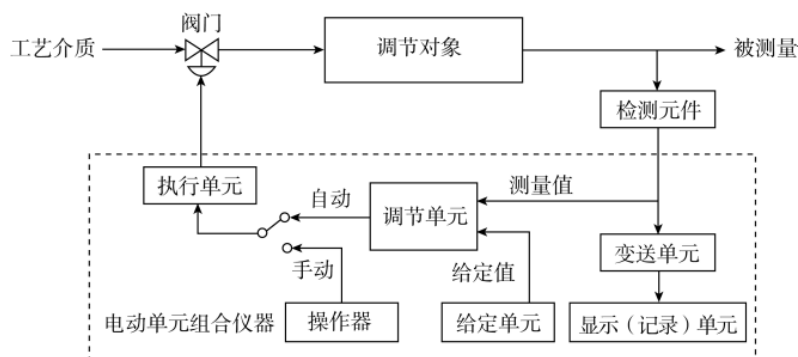 阀门
工艺介质
调节对象
被测量
检测元件
执行单元
自动
调节单元
测量值
变送单元
手动
给定值
电动单元组合仪器
操作器
给定单元
显示（记录）单元